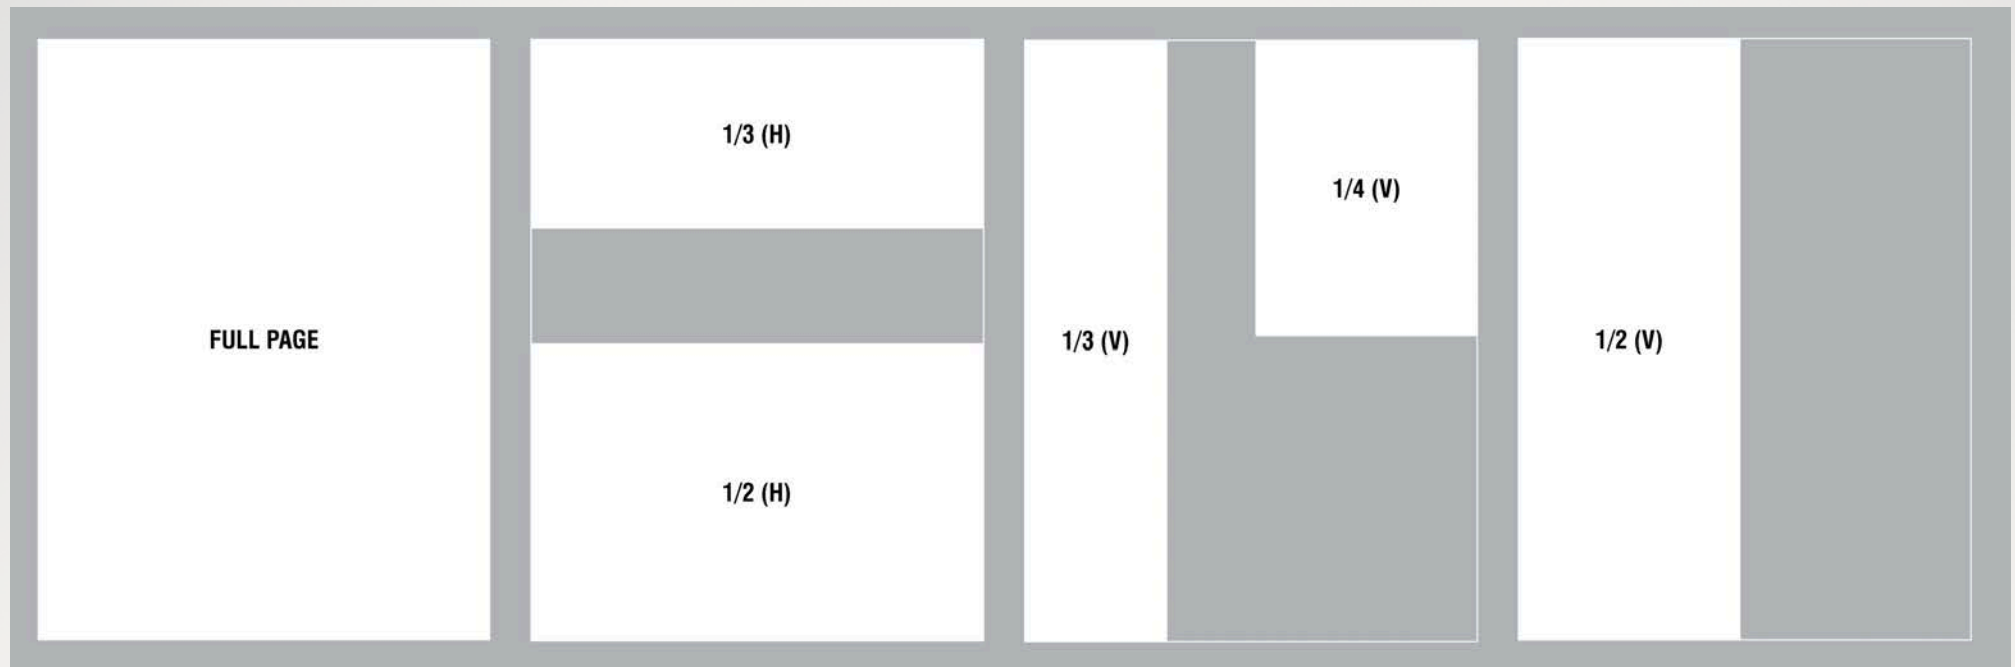 FULL PAGE
1/3 (H)
1/2 (H)
1/3 (V)
1/4 (V)
1/2 (V)